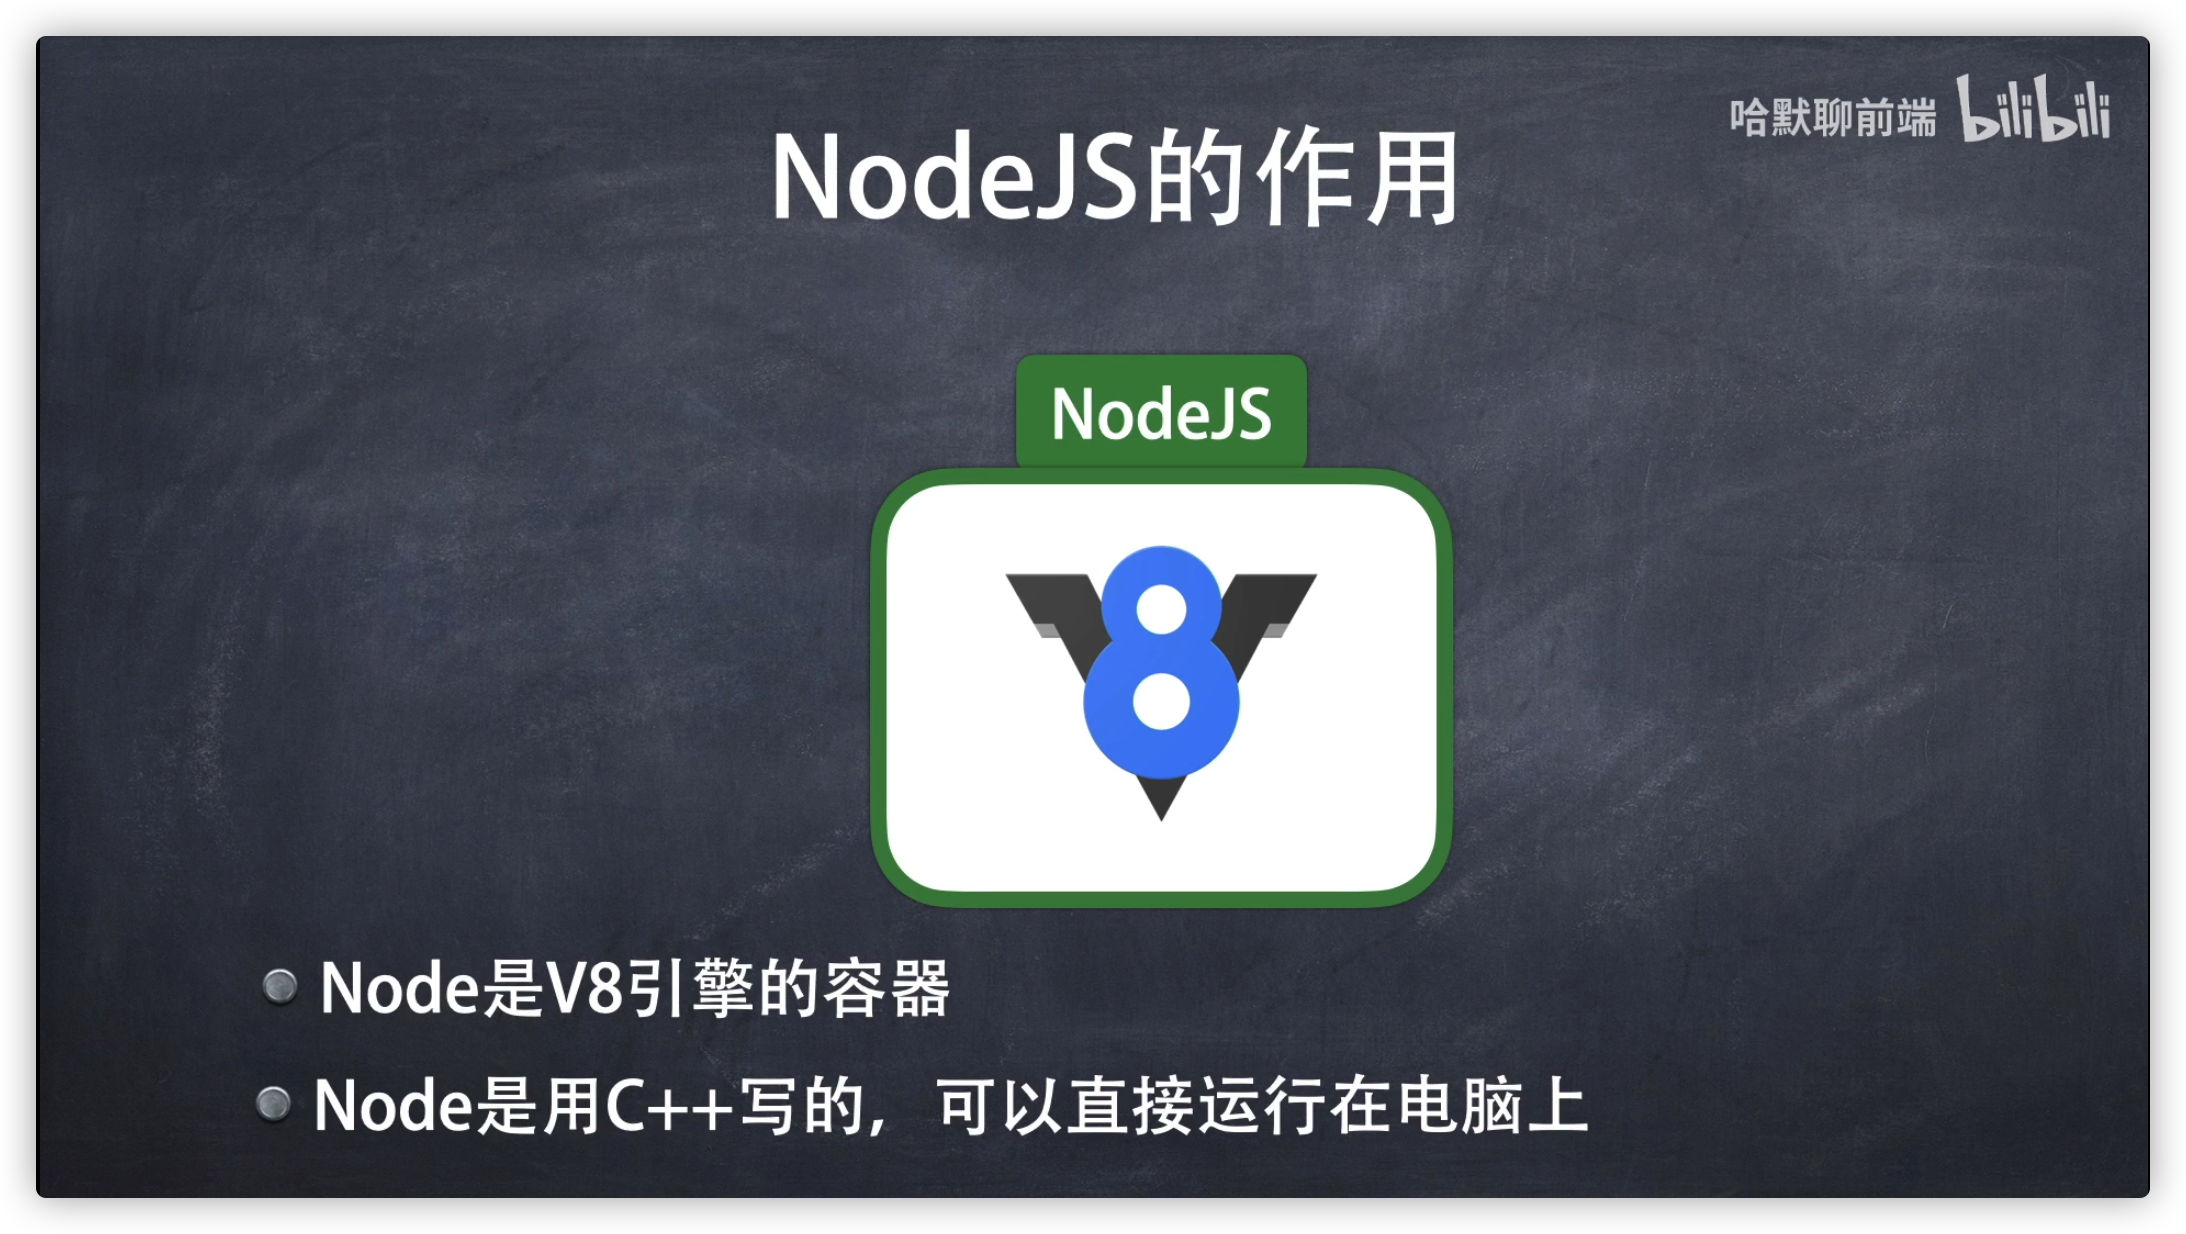 哈默聊前端 bilibili
NodeJS的作用
NodeJS
V8
Node是V8引擎的容器
Node是用C++写的，可以直接运行在电脑上